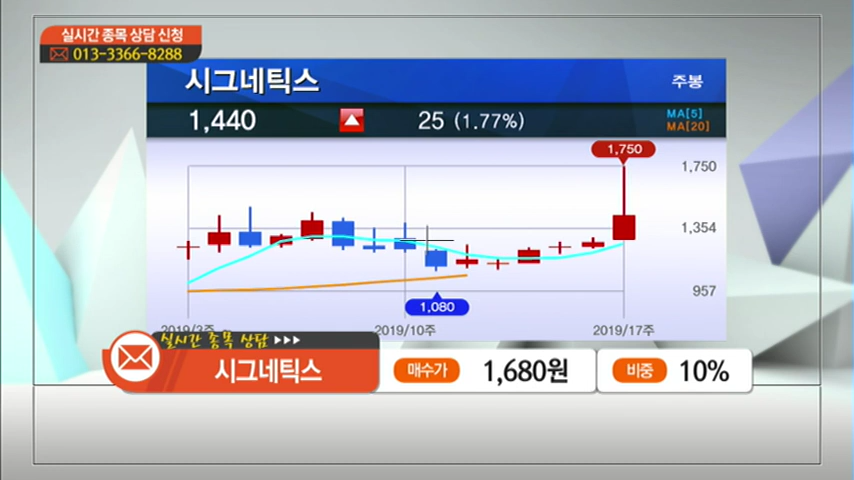 실시간 종목 상담 신청
013-3366-8288
시그네틱스
주봉
1,440
25 (1.77%)
MA[5]
MA[20]
1,750
1,750
1,354
957
1,080
2019/3주
2019/10주
2019/17주
실시간 종목 상담
시그네틱스
매수가
1,680원
비중
10%